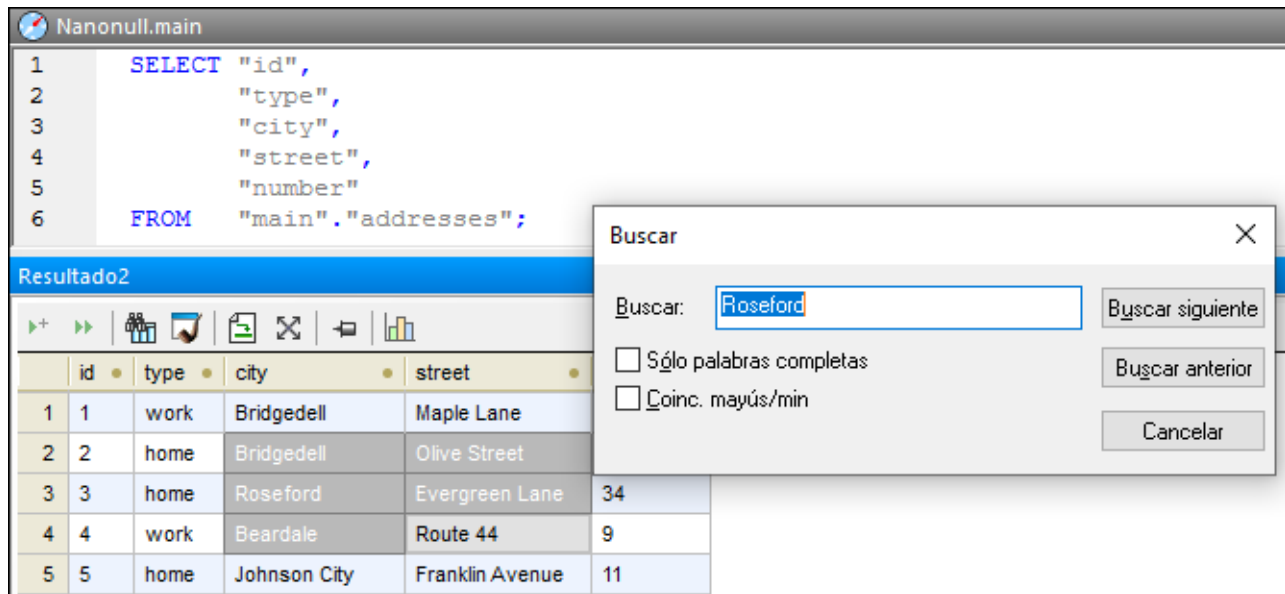 Nanonull.main
1 SELECT "id",
2 "type",
3 "city",
4 "street",
5 "number"
6 FROM "main"."addresses";
Buscar
Buscar: Roseford
Buscar siguiente
Sólo palabras completas
Buscar anterior
Coinc. mayús/min
Cancelar
Resultado2
id type city street
1 1 work Bridgedell Maple Lane
2 2 home Bridgedell Olive Street
3 3 home Roseford Evergreen Lane 34
4 4 work Beardale Route 44 9
5 5 home Johnson City Franklin Avenue 11